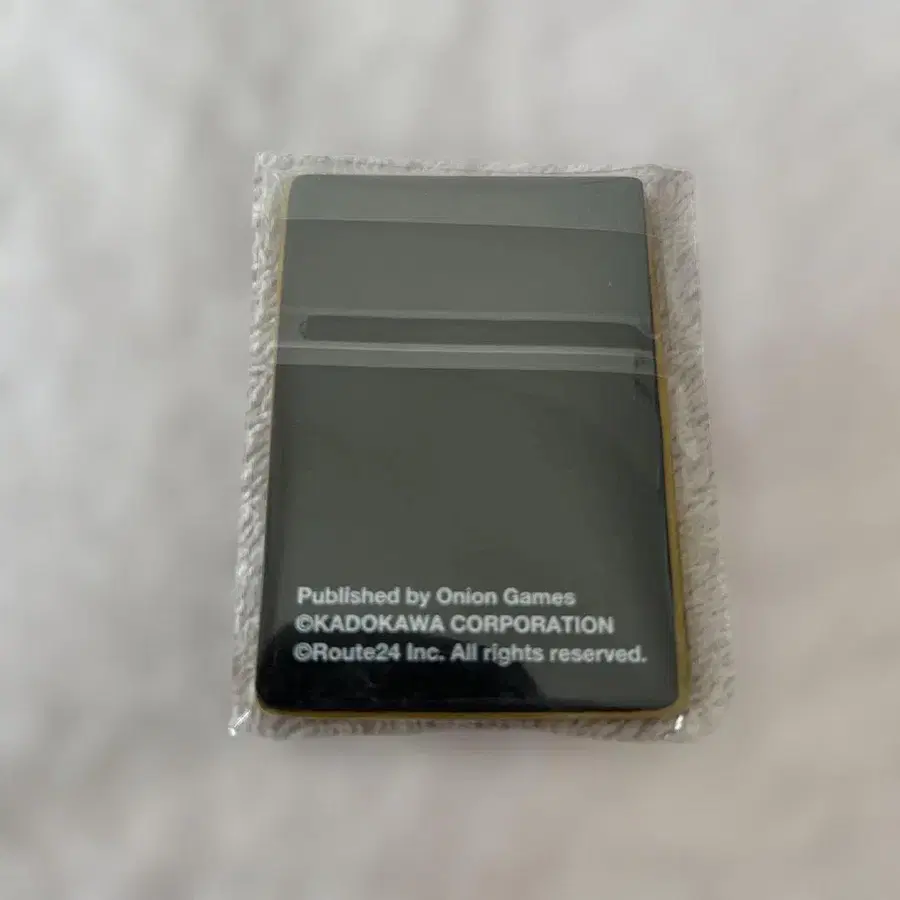 Published by Onion Games
©KADOKAWA CORPORATION
©Route24 Inc. All rights reserved.